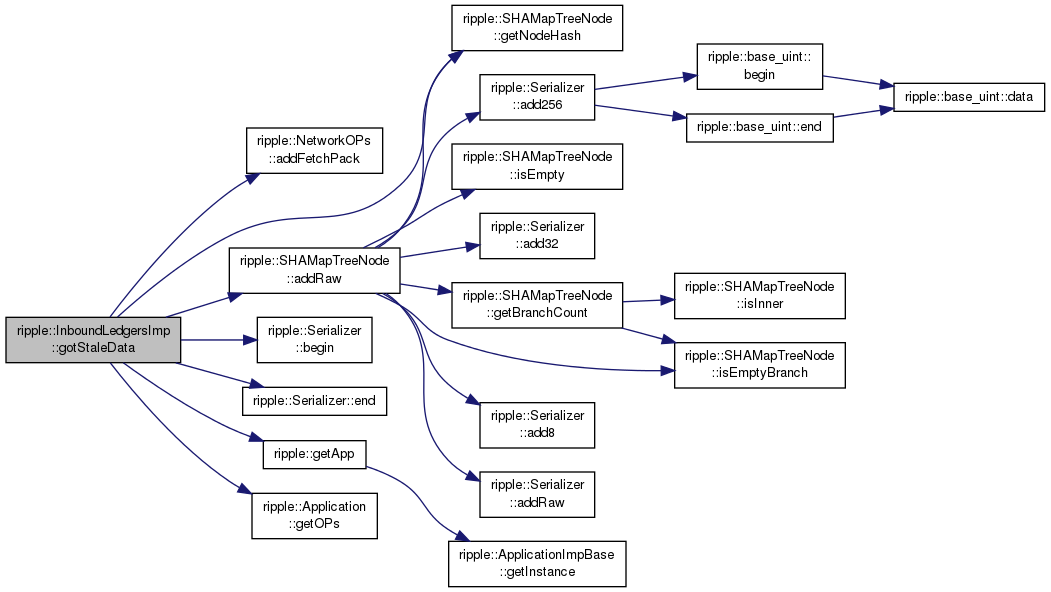 ripple::InboundLedgersImp
::gotStaleData
ripple::NetworkOPs
::addFetchPack
ripple::SHAMapTreeNode
::addRaw
ripple::Serializer
::begin
ripple::Serializer::end
ripple::getApp
ripple::Application
::getOPs
ripple::SHAMapTreeNode
::getNodeHash
ripple::Serializer
::add256
ripple::SHAMapTreeNode
::isEmpty
ripple::Serializer
::add32
ripple::SHAMapTreeNode
::getBranchCount
ripple::Serializer
::add8
ripple::Serializer
::addRaw
ripple::ApplicationImpBase
::getInstance
ripple::base_uint::
begin
ripple::base_uint::end
ripple::SHAMapTreeNode
::isInner
ripple::SHAMapTreeNode
::isEmptyBranch
ripple::base_uint::data